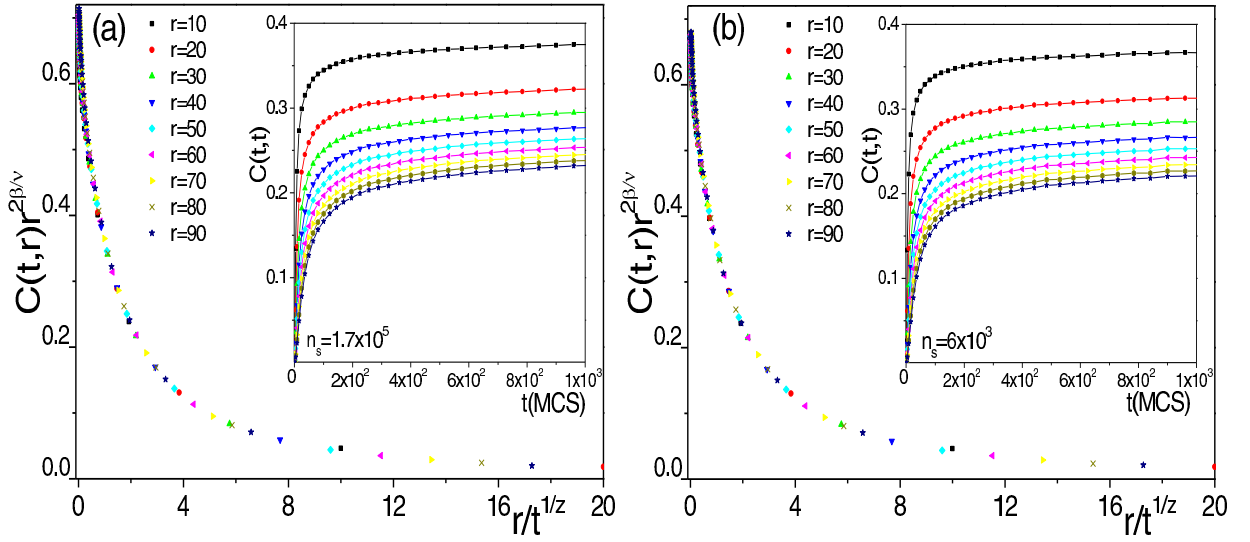 (a)
C(t,r)r^{2β/ν}
0.6
0.4
0.2
0.0
0 4 8 12 16 20
r/t^{1/z}
r=10
r=20
r=30
r=40
r=50
r=60
r=70
r=80
r=90
C(t,t)
0.4
0.3
0.2
0.1
n_s=1.7x10^5
0 2x10^2 4x10^2 6x10^2 8x10^2 1x10^3
t(MCS)
(b)
C(t,r)r^{2β/ν}
0.6
0.4
0.2
0.0
0 4 8 12 16 20
r/t^{1/z}
r=10
r=20
r=30
r=40
r=50
r=60
r=70
r=80
r=90
C(t,t)
0.4
0.3
0.2
0.1
n_s=6x10^3
0 2x10^2 4x10^2 6x10^2 8x10^2 1x10^3
t(MCS)